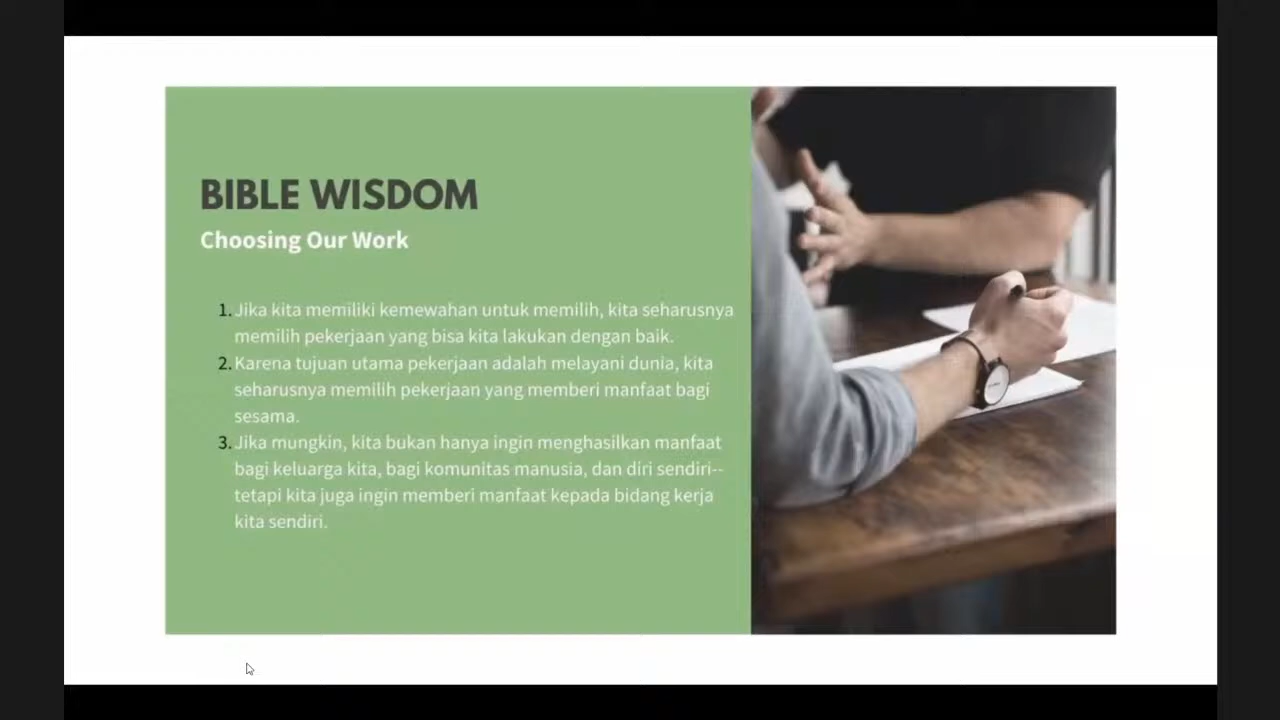 BIBLE WISDOM
Choosing Our Work
1. Jika kita memiliki kemewahan untuk memilih, kita seharusnya
memilih pekerjaan yang bisa kita lakukan dengan baik.
2. Karena tujuan utama pekerjaan adalah melayani dunia, kita
seharusnya memilih pekerjaan yang memberi manfaat bagi
sesama.
3. Jika mungkin, kita bukan hanya ingin menghasilkan manfaat
bagi keluarga kita, bagi komunitas manusia, dan diri sendiri--
tetapi kita juga ingin memberi manfaat kepada bidang kerja
kita sendiri.